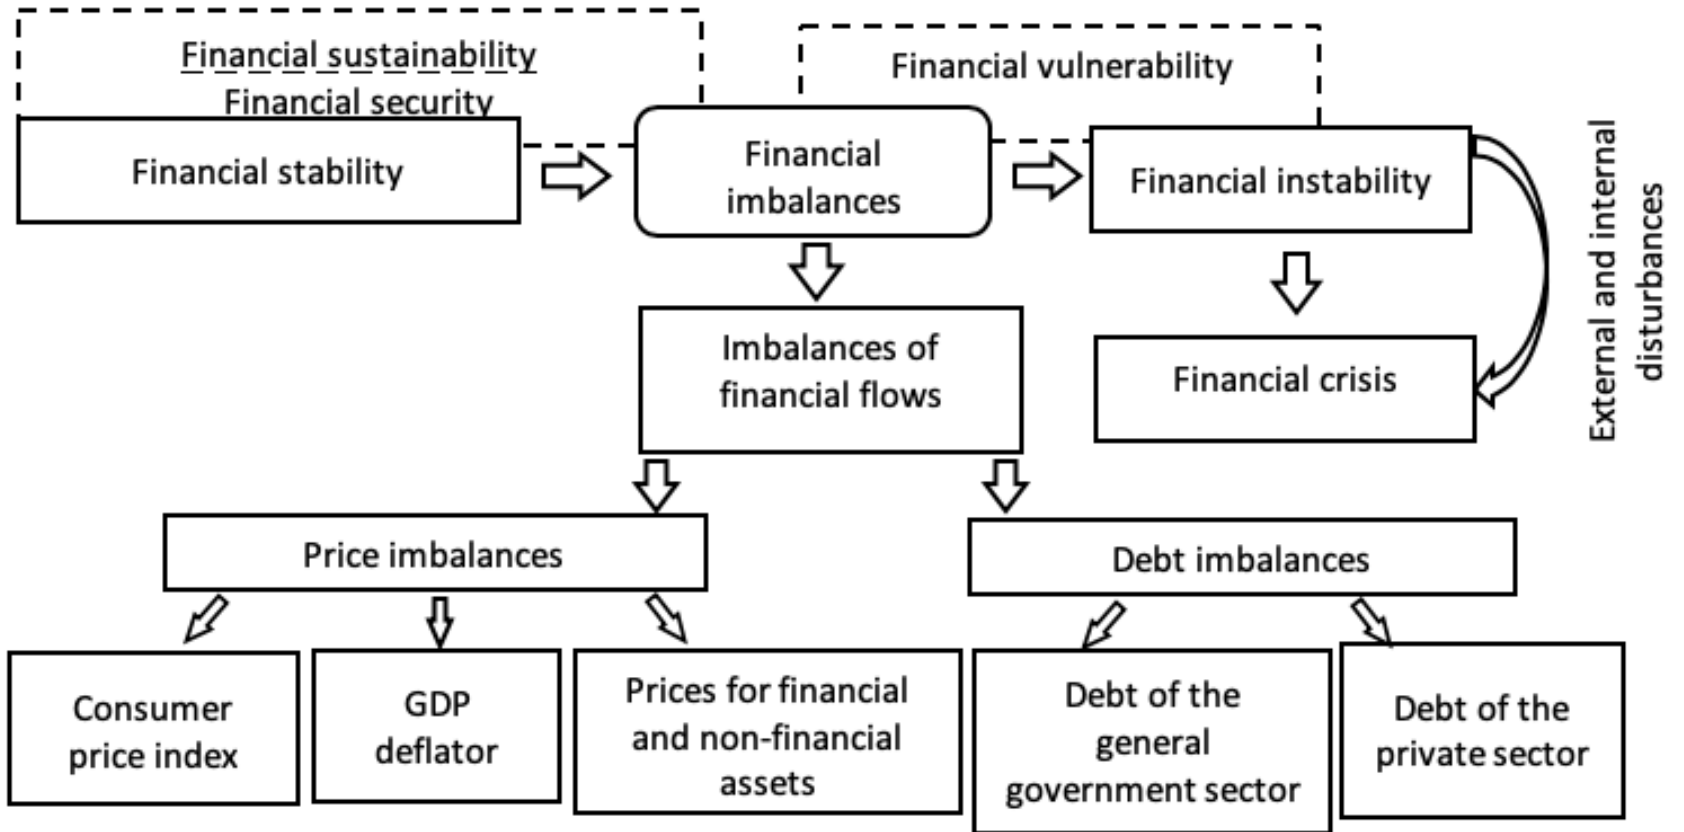 Financial sustainability
Financial security
Financial vulnerability
Financial stability
Financial
imbalances
Financial instability
External and internal
disturbances
Imbalances of
financial flows
Financial crisis
Price imbalances
Debt imbalances
Consumer
price index
GDP
deflator
Prices for financial
and non-financial
assets
Debt of the
general
government sector
Debt of the
private sector